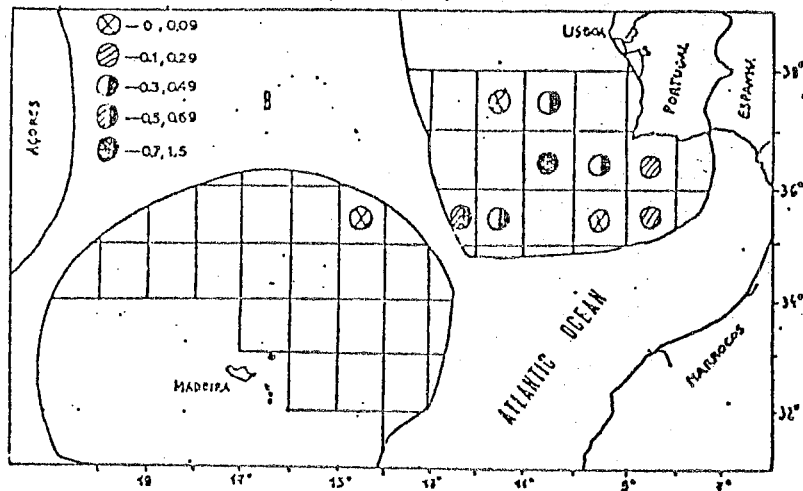 — 0, 0,09
— 0.1, 0,29
— 0.3, 0,49
— 0.5, 0,69
— 0.7, 1.5
AÇORES
LISBOA
PORTUGAL
ESPANHA
38°
36°
34°
32°
MADEIRA
ATLANTIC OCEAN
MARROCOS
19° 17° 15° 13° 11° 9° 7°